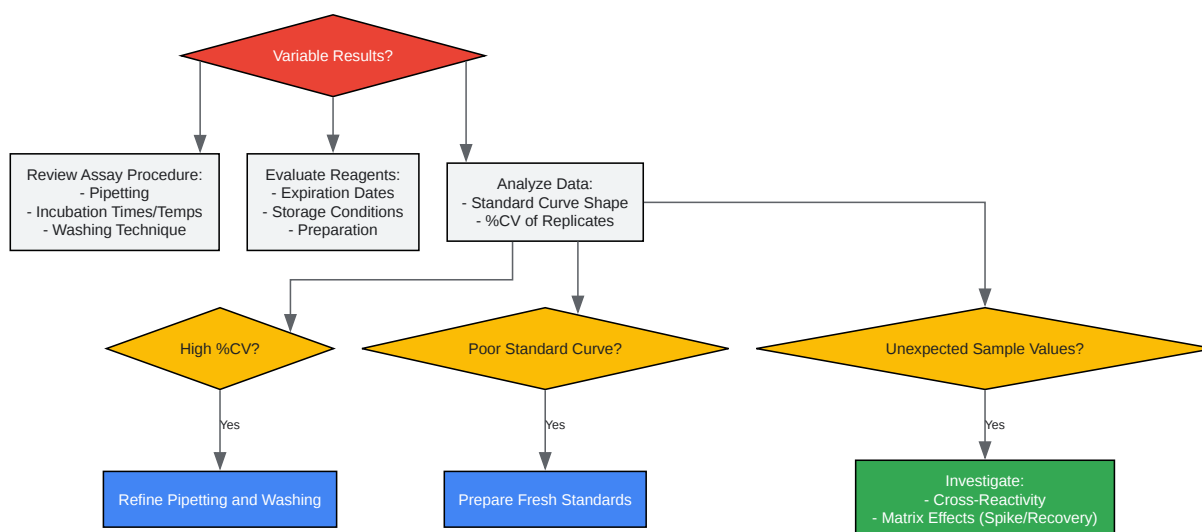 Variable Results?
Review Assay Procedure:
- Pipetting
- Incubation Times/Temps
- Washing Technique
Evaluate Reagents:
- Expiration Dates
- Storage Conditions
- Preparation
Analyze Data:
- Standard Curve Shape
- %CV of Replicates
High %CV?
Poor Standard Curve?
Unexpected Sample Values?
Yes
Yes
Yes
Refine Pipetting and Washing
Prepare Fresh Standards
Investigate:
- Cross-Reactivity
- Matrix Effects (Spike/Recovery)